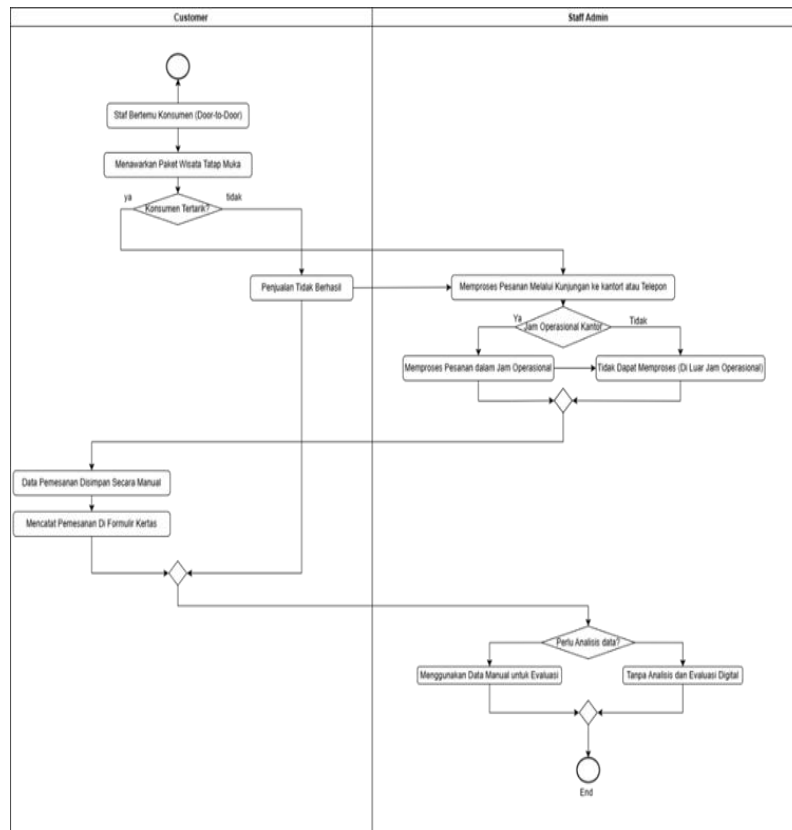 Customer
Staff Admin
Staf Bertemu Konsumen (Door-to-Door)
Menawarkan Paket Wisata Tatap Muka
ya
tidak
Konsumen Tertarik?
Penjualan Tidak Berhasil
Memproses Pesanan Melalui Kunjungan ke kantort atau Telepon
Ya
Jam Operasional Kantor
Tidak
Memproses Pesanan dalam Jam Operasional
Tidak Dapat Memproses (Di Luar Jam Operasional)
Data Pemesanan Disimpan Secara Manual
Mencatat Pemesanan Di Formulir Kertas
Perlu Analisis data?
Menggunakan Data Manual untuk Evaluasi
Tanpa Analisis dan Evaluasi Digital
End